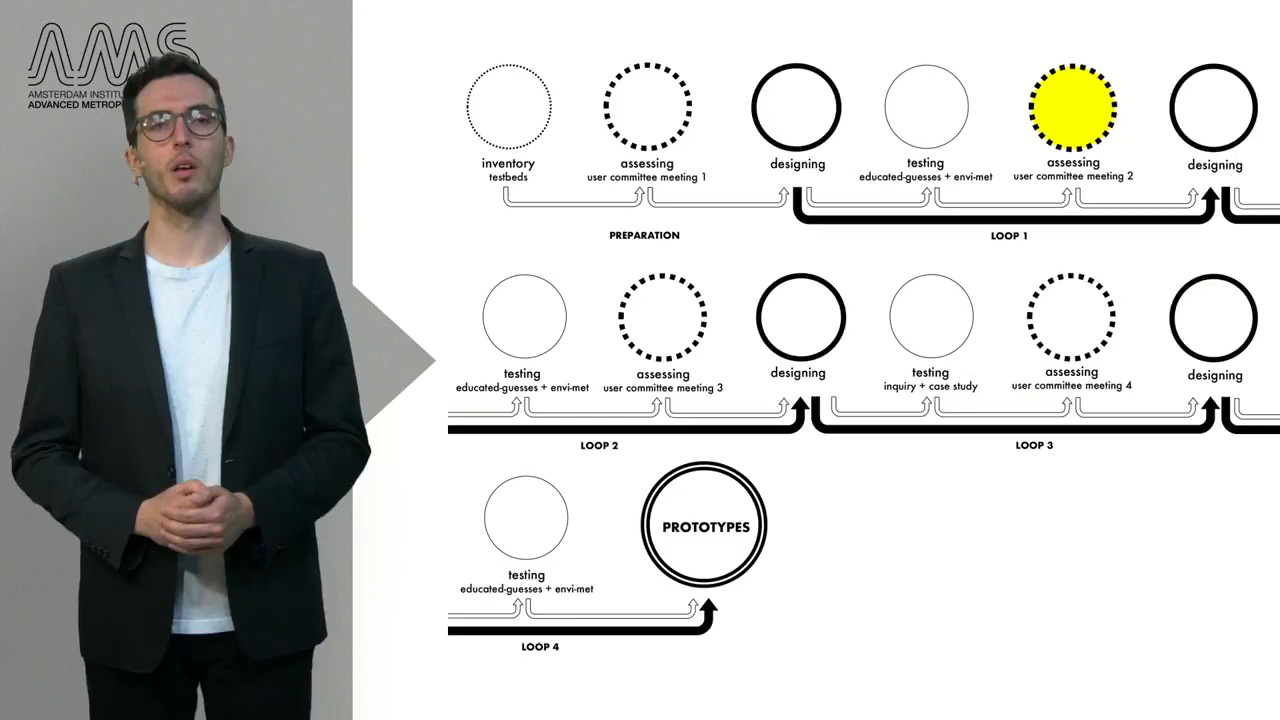 AMS
AMSTERDAM INSTIT
ADVANCED METROP
inventory
testbeds
assessing
user committee meeting 1
designing
testing
educated-guesses + envi-met
assessing
user committee meeting 2
designing
PREPARATION
LOOP 1
testing
educated-guesses + envi-met
assessing
user committee meeting 3
designing
testing
inquiry + case study
assessing
user committee meeting 4
designing
LOOP 2
LOOP 3
testing
educated-guesses + envi-met
PROTOTYPES
LOOP 4